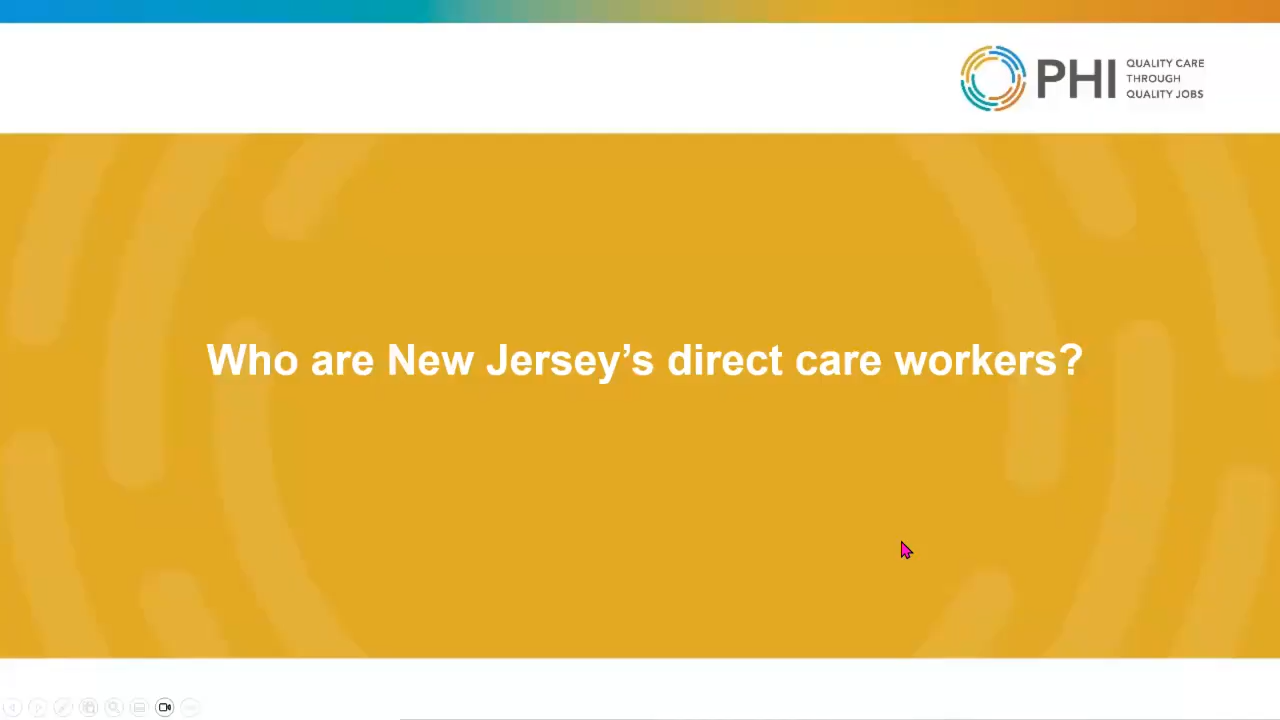 PHI
QUALITY CARE
THROUGH
QUALITY JOBS
Who are New Jersey’s direct care workers?